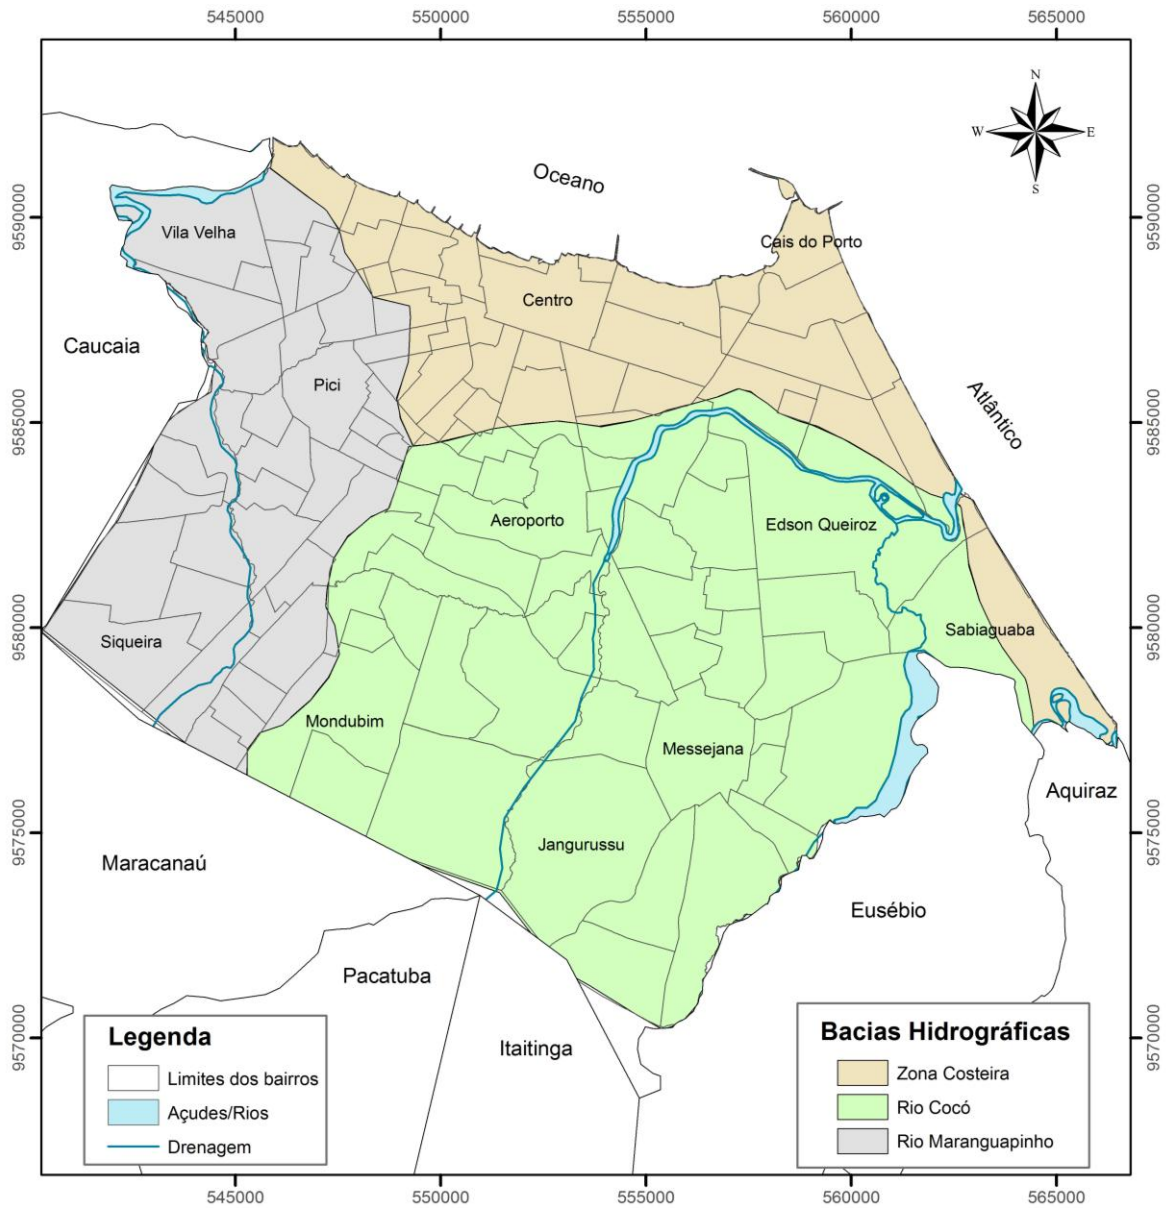 545000 550000 555000 560000 565000
N
W E
S
Oceano
9590000 9590000
Vila Velha
Cais do Porto
Centro
Caucaia
Pici
Atlântico
9585000 9585000
Aeroporto
Edson Queiroz
9580000 9580000
Siqueira
Sabiaguaba
Mondubim
Messejana
Aquiraz
9575000 9575000
Jangurussu
Maracanaú
Eusébio
Pacatuba
Itaitinga
9570000 9570000
Legenda
Limites dos bairros
Açudes/Rios
Drenagem
Bacias Hidrográficas
Zona Costeira
Rio Cocó
Rio Maranguapinho
545000 550000 555000 560000 565000